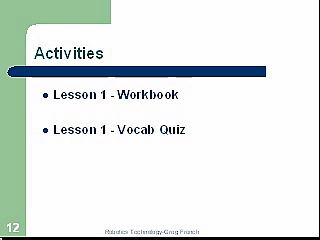 Activities
Lesson 1 - Workbook
Lesson 1 - Vocab Quiz
12
Robotics Technology-Greg French